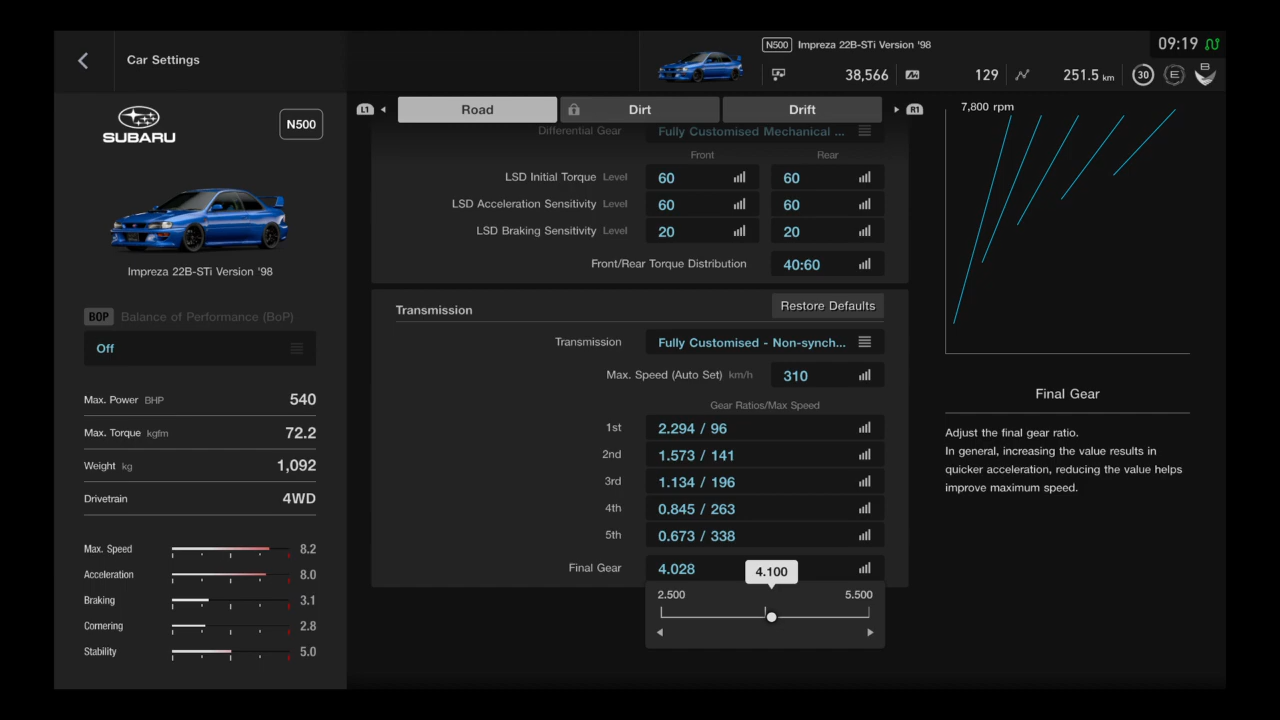 Car Settings
N500 Impreza 22B-STi Version '98
09:19
38,566
129
251.5 km
30
E
B
SUBARU
N500
L1
Road
Dirt
Drift
R1
7,800 rpm
Differential Gear Fully Customised Mechanical ...
Front Rear
LSD Initial Torque Level 60 60
LSD Acceleration Sensitivity Level 60 60
LSD Braking Sensitivity Level 20 20
Front/Rear Torque Distribution 40:60
Impreza 22B-STi Version '98
BOP Balance of Performance (BoP)
Off
Max. Power BHP 540
Max. Torque kgfm 72.2
Weight kg 1,092
Drivetrain 4WD
Max. Speed 8.2
Acceleration 8.0
Braking 3.1
Cornering 2.8
Stability 5.0
Transmission Restore Defaults
Transmission Fully Customised - Non-synch...
Max. Speed (Auto Set) km/h 310
Gear Ratios/Max Speed
1st 2.294 / 96
2nd 1.573 / 141
3rd 1.134 / 196
4th 0.845 / 263
5th 0.673 / 338
Final Gear 4.028
4.100
2.500 5.500
Final Gear
Adjust the final gear ratio.
In general, increasing the value results in
quicker acceleration, reducing the value helps
improve maximum speed.